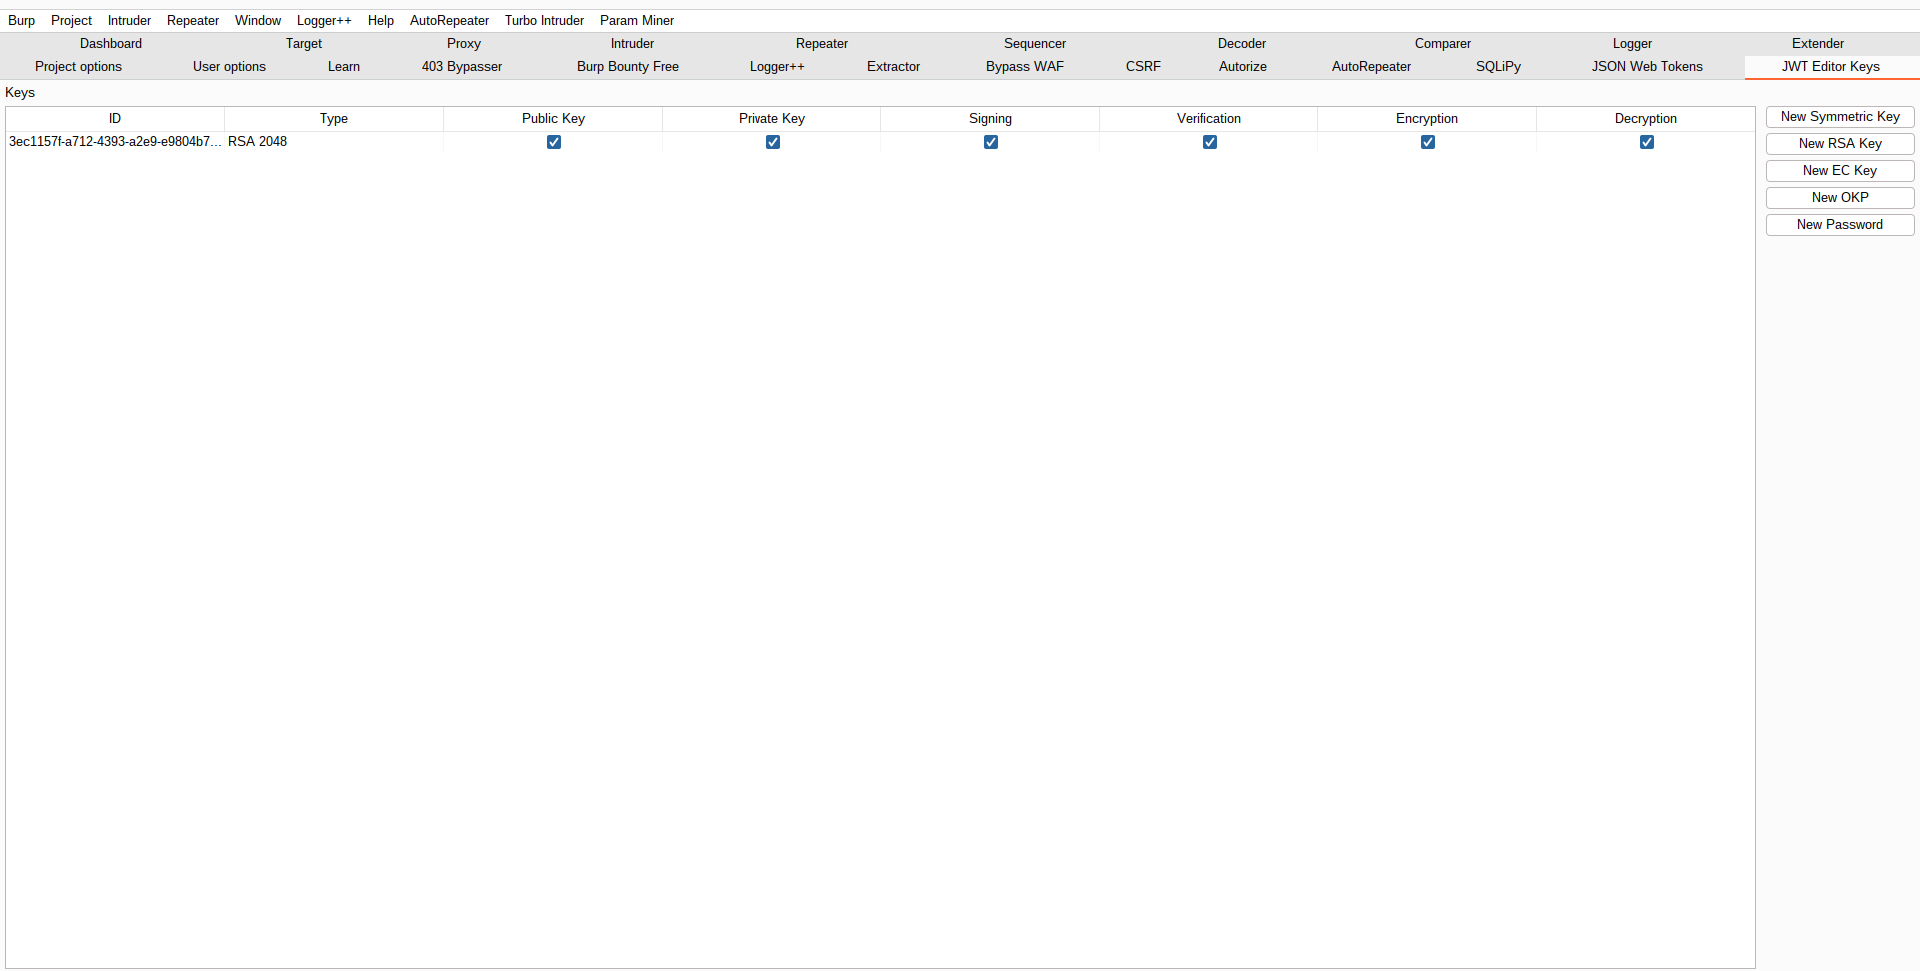 Burp Project Intruder Repeater Window Logger++ Help AutoRepeater Turbo Intruder Param Miner
Dashboard Target Proxy Intruder Repeater Sequencer Decoder Comparer Logger Extender
Project options User options Learn 403 Bypasser Burp Bounty Free Logger++ Extractor Bypass WAF CSRF Autorize AutoRepeater SQLiPy JSON Web Tokens JWT Editor Keys
Keys
ID Type Public Key Private Key Signing Verification Encryption Decryption
3ec1157f-a712-4393-a2e9-e9804b7... RSA 2048
New Symmetric Key
New RSA Key
New EC Key
New OKP
New Password